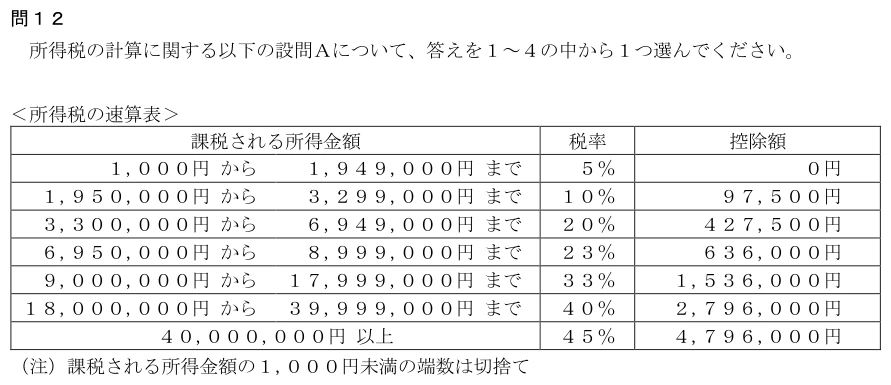 問１２
所得税の計算に関する以下の設問Ａについて、答えを１～４の中から１つ選んでください。
＜所得税の速算表＞
課税される所得金額 税率 控除額
１,０００円 から １,９４９,０００円 まで ５％ ０円
１,９５０,０００円 から ３,２９９,０００円 まで １０％ ９７,５００円
３,３００,０００円 から ６,９４９,０００円 まで ２０％ ４２７,５００円
６,９５０,０００円 から ８,９９９,０００円 まで ２３％ ６３６,０００円
９,０００,０００円 から １７,９９９,０００円 まで ３３％ １,５３６,０００円
１８,０００,０００円 から ３９,９９９,０００円 まで ４０％ ２,７９６,０００円
４０,０００,０００円 以上 ４５％ ４,７９６,０００円
（注）課税される所得金額の１,０００円未満の端数は切捨て